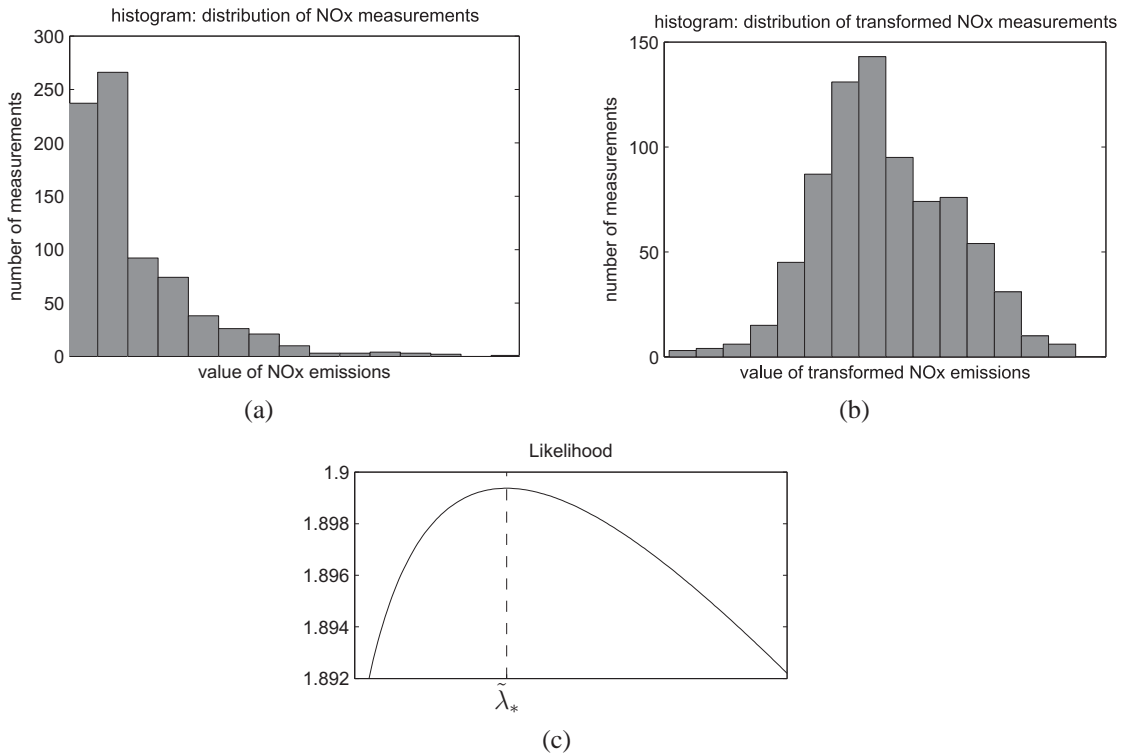 histogram: distribution of NOx measurements
300
250
200
150
100
50
0
number of measurements
value of NOx emissions
(a)
histogram: distribution of transformed NOx measurements
150
100
50
0
number of measurements
value of transformed NOx emissions
(b)
Likelihood
1.9
1.898
1.896
1.894
1.892
λ̃*
(c)